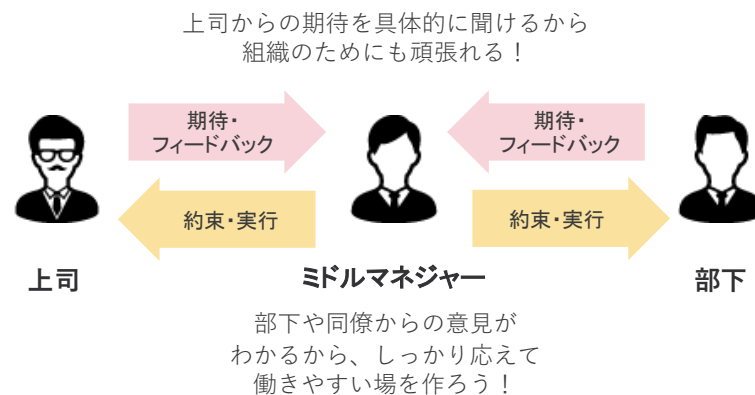 上司からの期待を具体的に聞けるから
組織のためにも頑張れる！
期待・
フィードバック
期待・
フィードバック
約束・実行
約束・実行
上司
ミドルマネジャー
部下
部下や同僚からの意見が
わかるから、しっかり応えて
働きやすい場を作ろう！